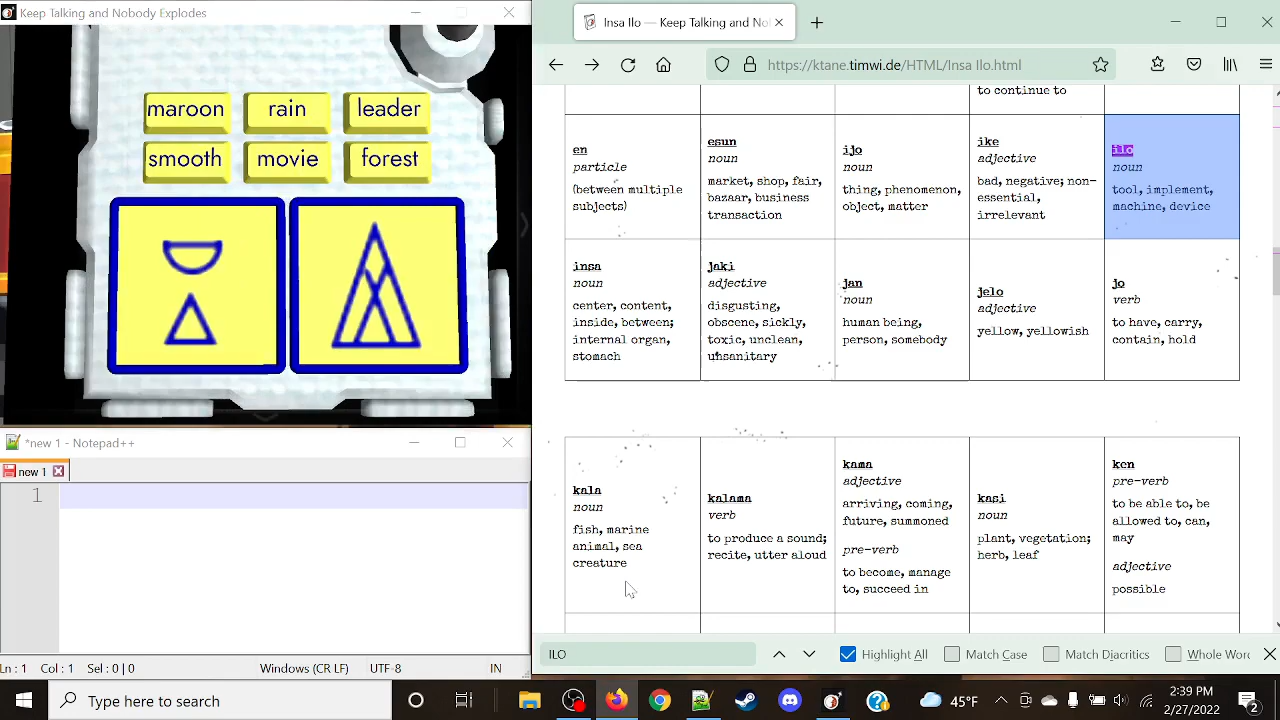 Keep Talking and Nobody Explodes
maroon rain leader
smooth movie forest
*new 1 - Notepad++
new 1
1
Ln : 1 Col : 1 Sel : 0 | 0 Windows (CR LF) UTF-8 IN
Insa Ilo — Keep Talking and No
https://ktane.timwi.de/HTML/Insa Ilo.html
to continue to
en
particle
(between multiple
subjects)
esun
noun
market, shop, fair,
bazaar, business
transaction
ijo
noun
thing, phenomenon,
object, matter
ike
adjective
bad, negative; non-
essential,
irrelevant
ilo
noun
tool, implement,
machine, device
insa
noun
center, content,
inside, between;
internal organ,
stomach
jaki
adjective
disgusting,
obscene, sickly,
toxic, unclean,
unsanitary
jan
noun
human being,
person, somebody
jelo
adjective
yellow, yellowish
jo
verb
to have, carry,
contain, hold
kala
noun
fish, marine
animal, sea
creature
kalama
verb
to produce a sound;
recite, utter aloud
kama
adjective
arriving, coming,
future, summoned
pre-verb
to become, manage
to, succeed in
kasi
noun
plant, vegetation;
herb, leaf
ken
pre-verb
to be able to, be
allowed to, can,
may
adjective
possible
ILO
Highlight All Match Case Match Diacritics Whole Word
Type here to search
2/27/2022
2